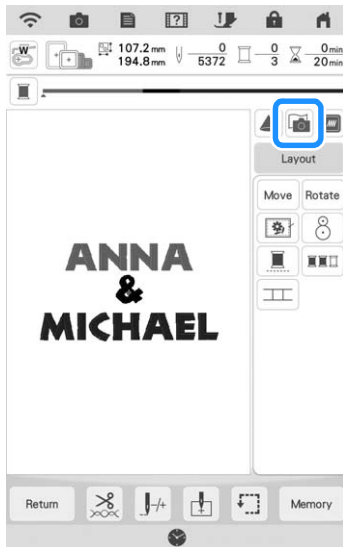 W
?
107.2 mm
194.8 mm
0
5372
0
3
0 min
20 min
Layout
Move Rotate
ANNA
&
MICHAEL
Return
-/+
Memory